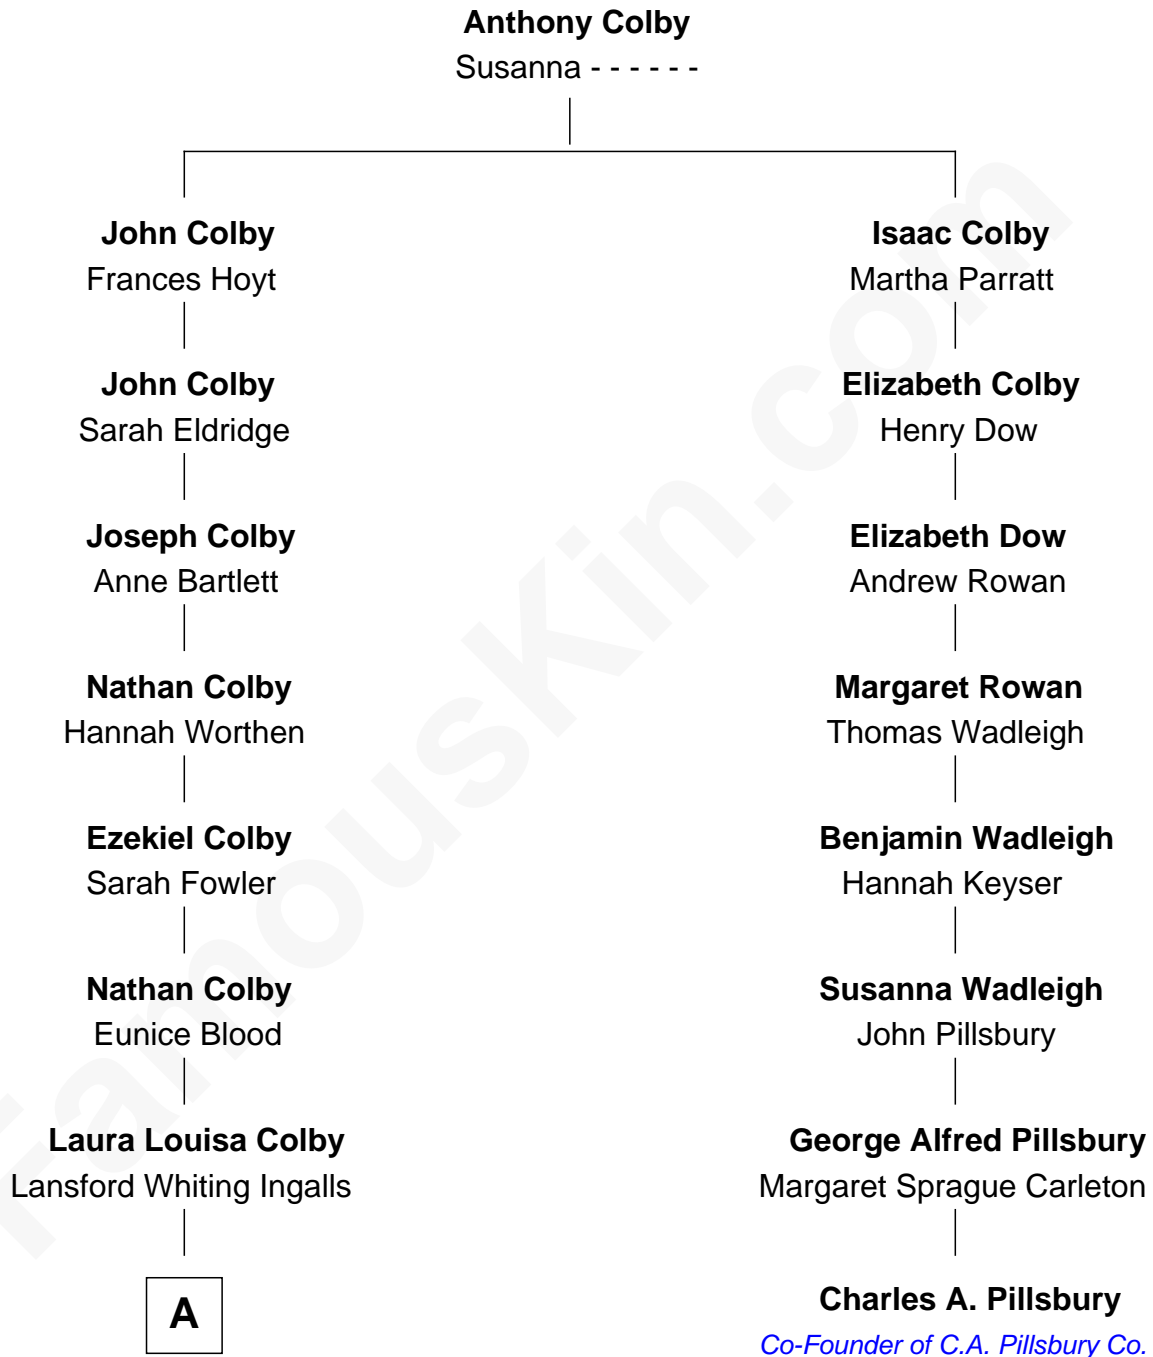 Anthony Colby
Susanna - - - - - -
John Colby
Frances Hoyt
Isaac Colby
Martha Parratt
John Colby
Sarah Eldridge
Elizabeth Colby
Henry Dow
Joseph Colby
Anne Bartlett
Elizabeth Dow
Andrew Rowan
Nathan Colby
Hannah Worthen
Margaret Rowan
Thomas Wadleigh
Ezekiel Colby
Sarah Fowler
Benjamin Wadleigh
Hannah Keyser
Nathan Colby
Eunice Blood
Susanna Wadleigh
John Pillsbury
Laura Louisa Colby
Lansford Whiting Ingalls
George Alfred Pillsbury
Margaret Sprague Carleton
A
Charles A. Pillsbury
Co-Founder of C.A. Pillsbury Co.
FamousKin.com